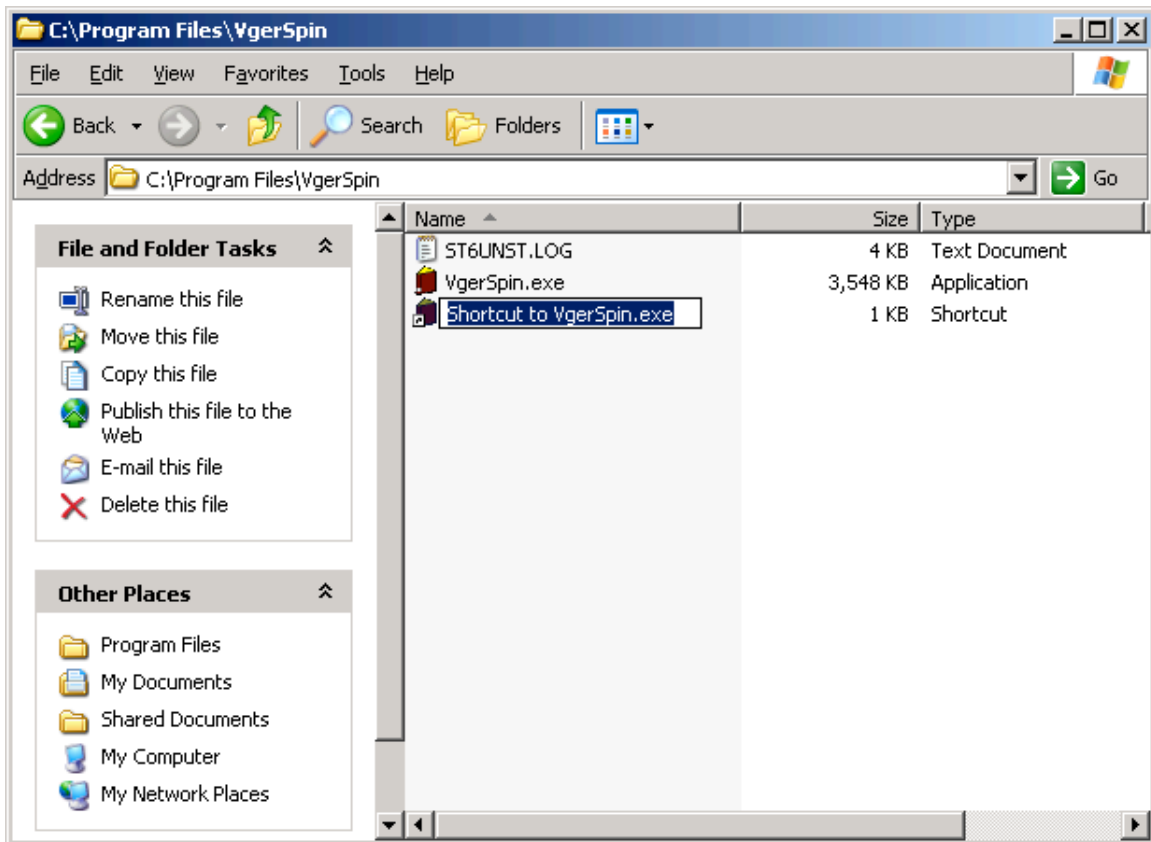 C:\Program Files\VgerSpin
File Edit View Favorites Tools Help
Back Search Folders
Address C:\Program Files\VgerSpin Go
Name Size Type
File and Folder Tasks
ST6UNST.LOG 4 KB Text Document
VgerSpin.exe 3,548 KB Application
Shortcut to VgerSpin.exe 1 KB Shortcut
Rename this file
Move this file
Copy this file
Publish this file to the
Web
E-mail this file
Delete this file
Other Places
Program Files
My Documents
Shared Documents
My Computer
My Network Places